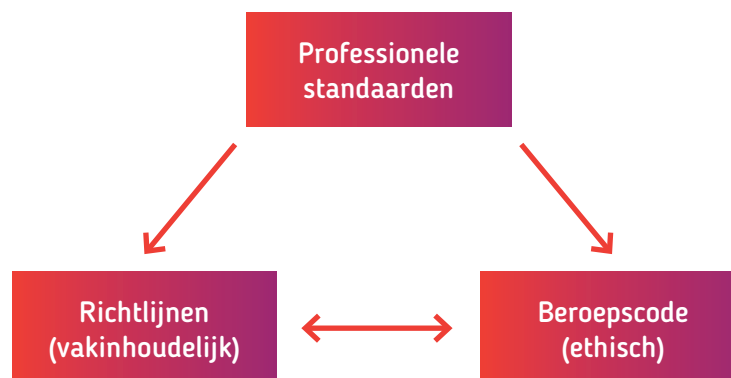 Professionele
standaarden
Richtlijnen
(vakinhoudelijk)
Beroepscode
(ethisch)